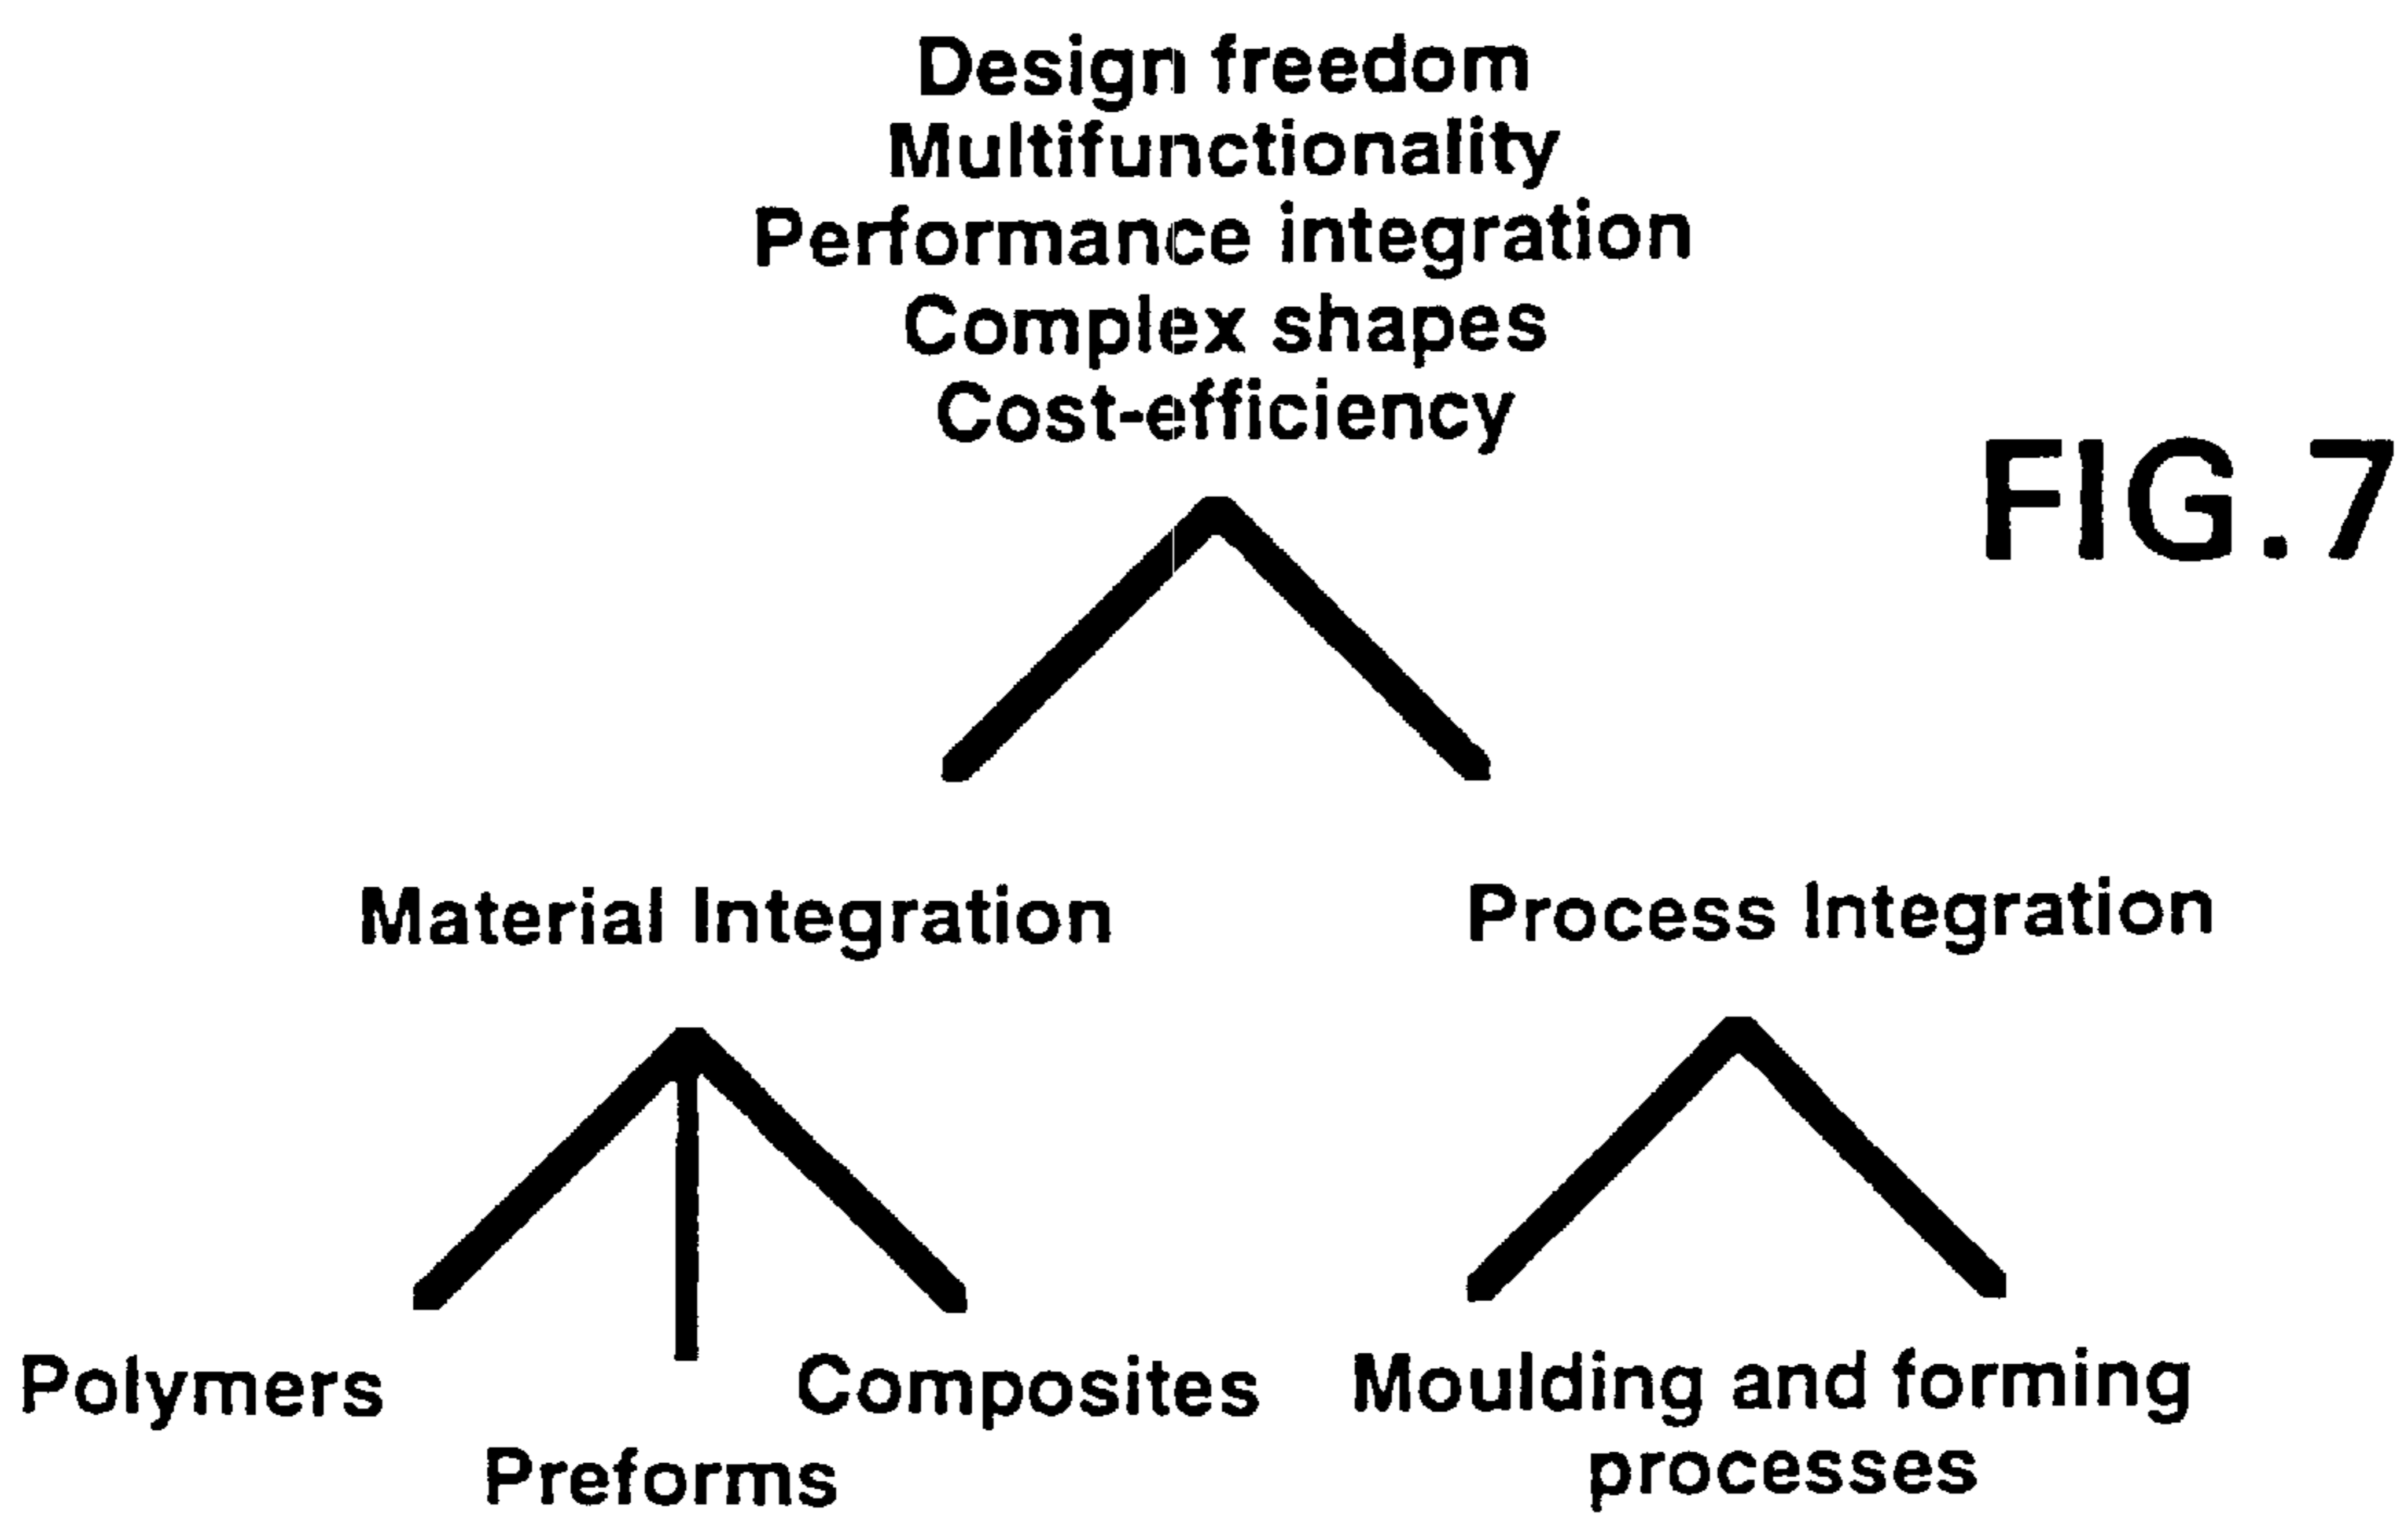 Design freedom
Multifunctionality
Performance integration
Complex shapes
Cost-efficiency
FIG.7
Material Integration
Process Integration
Polymers
Composites
Preforms
Moulding and forming
processes